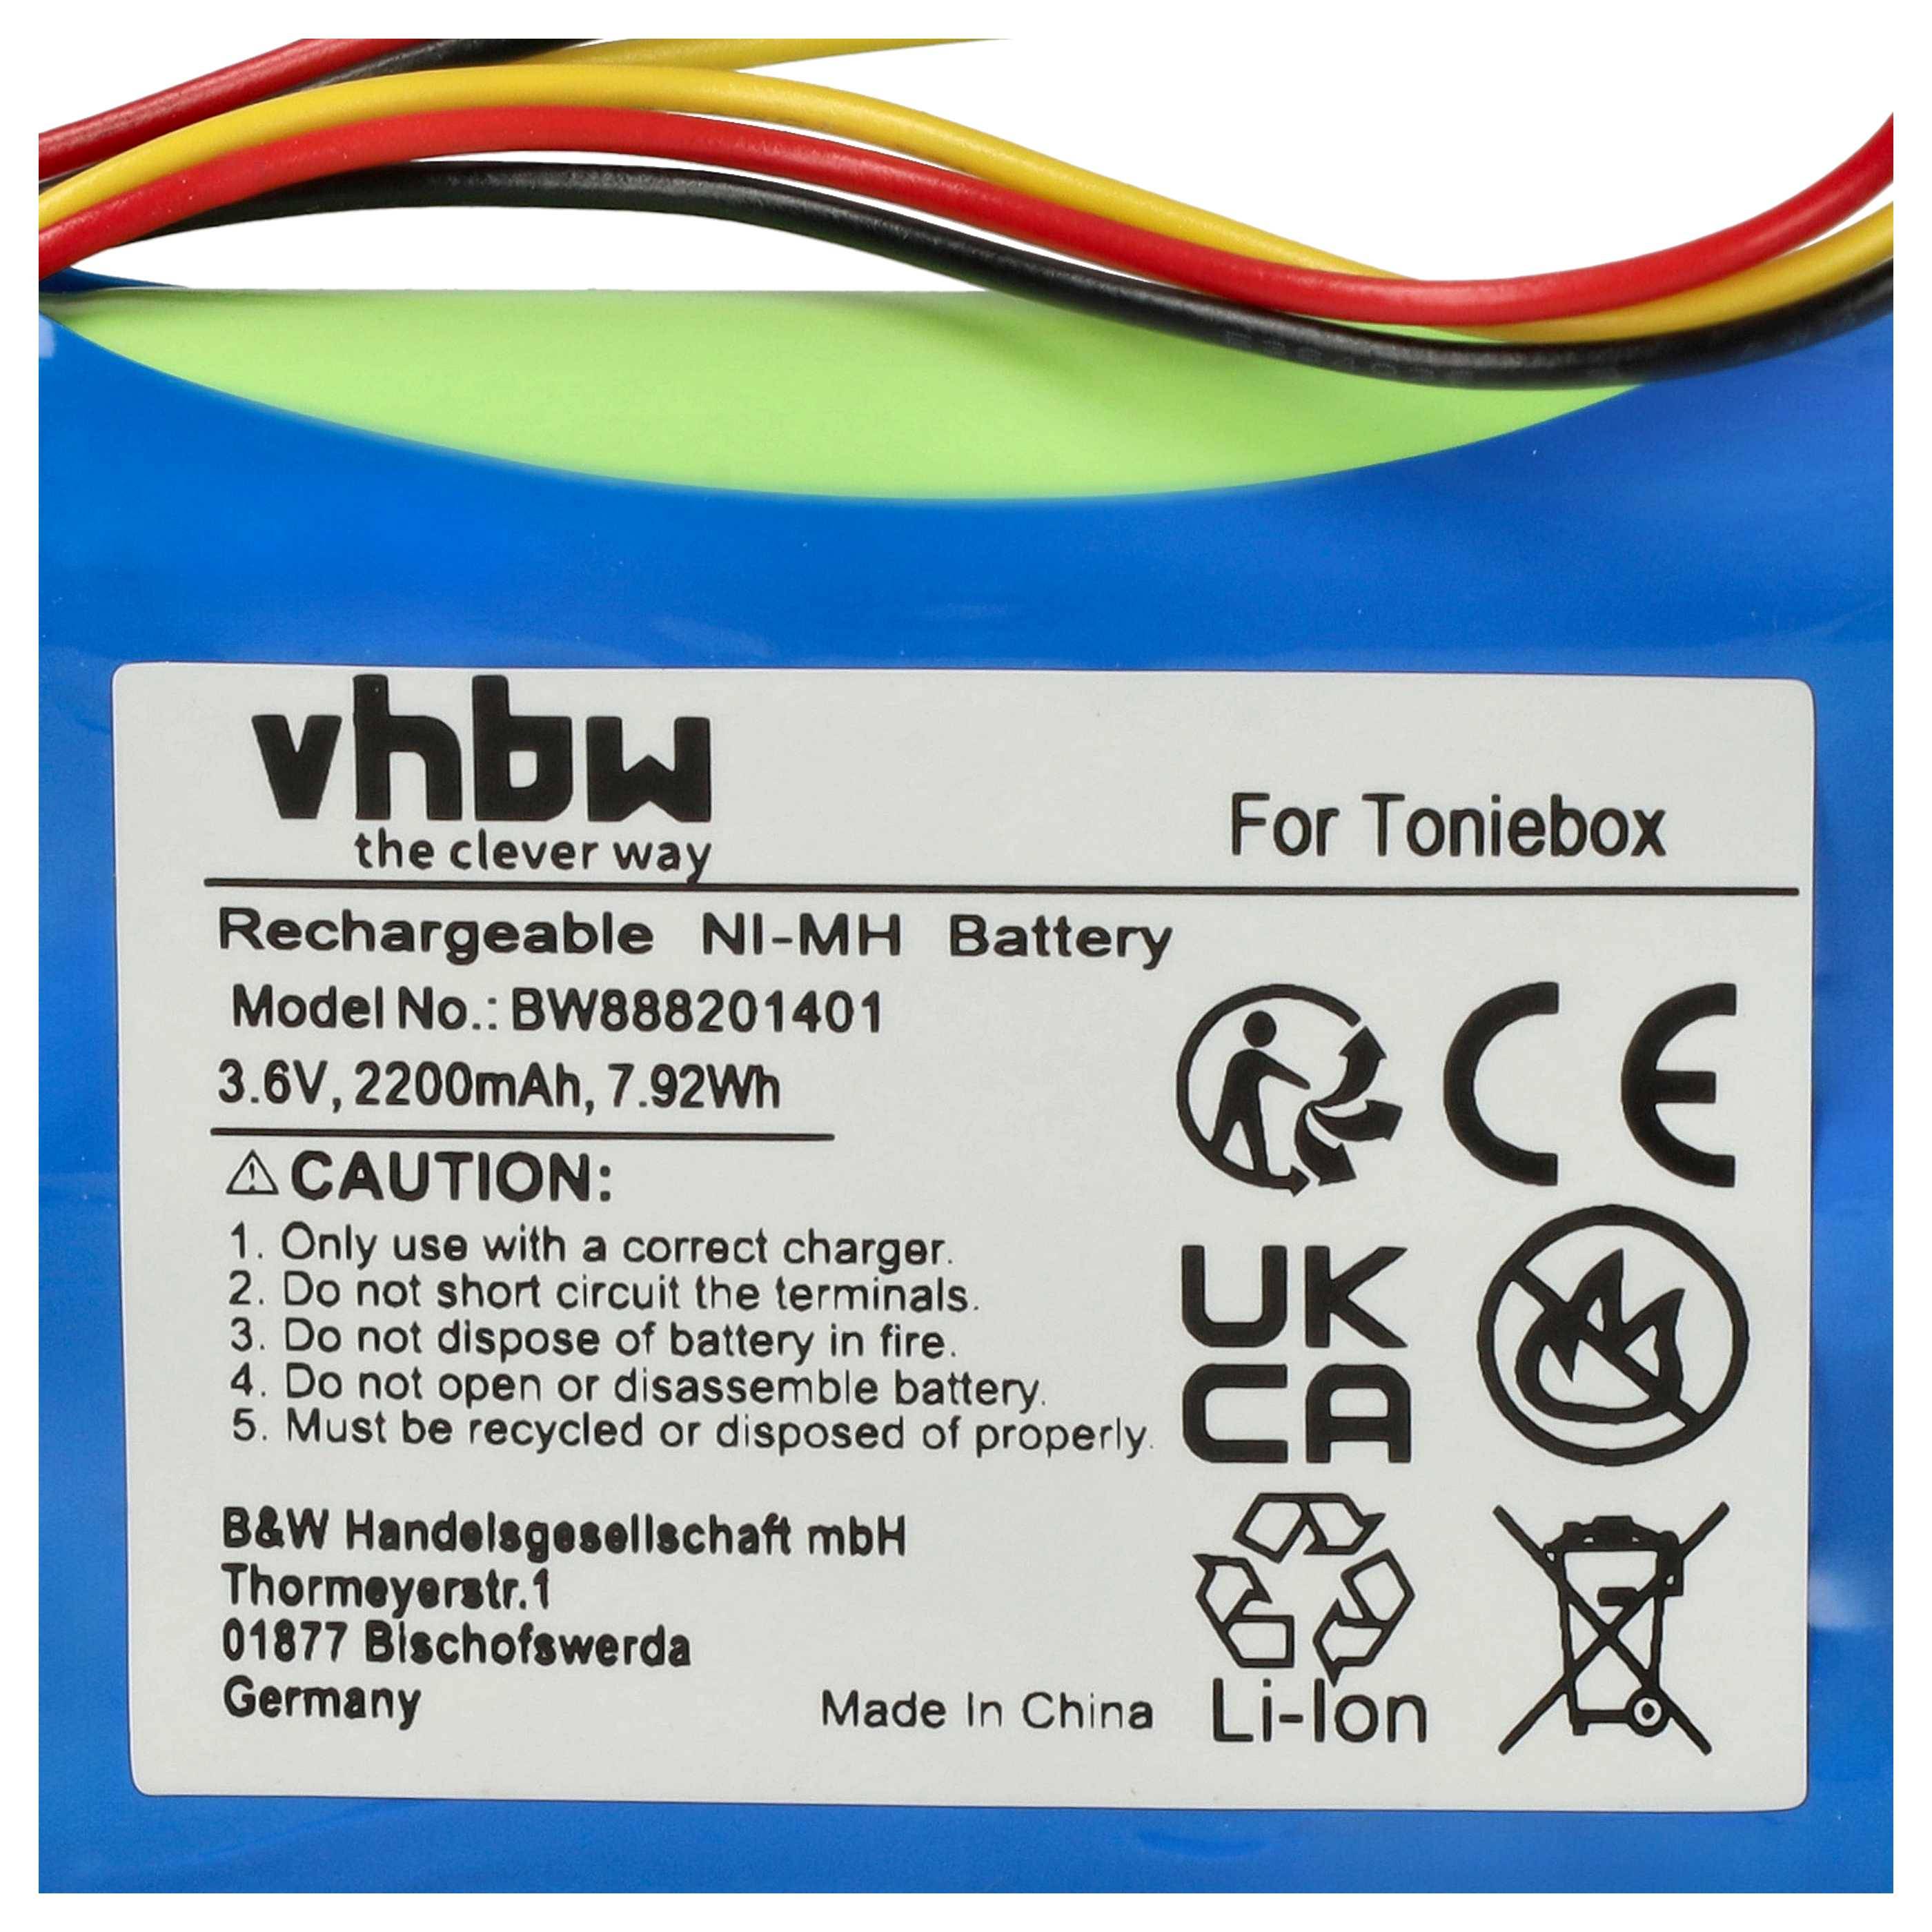 vhbw
the clever way
For Toniebox
Rechargeable NI-MH Battery
Model No.: BW888201401
3.6V, 2200mAh, 7.92Wh
⚠ CAUTION:
1. Only use with a correct charger.
2. Do not short circuit the terminals.
3. Do not dispose of battery in fire.
4. Do not open or disassemble battery.
5. Must be recycled or disposed of properly.
CE
UK
CA
B&W Handelsgesellschaft mbH
Thormeyerstr.1
01877 Bischofswerda
Germany
Made In China
Li-Ion